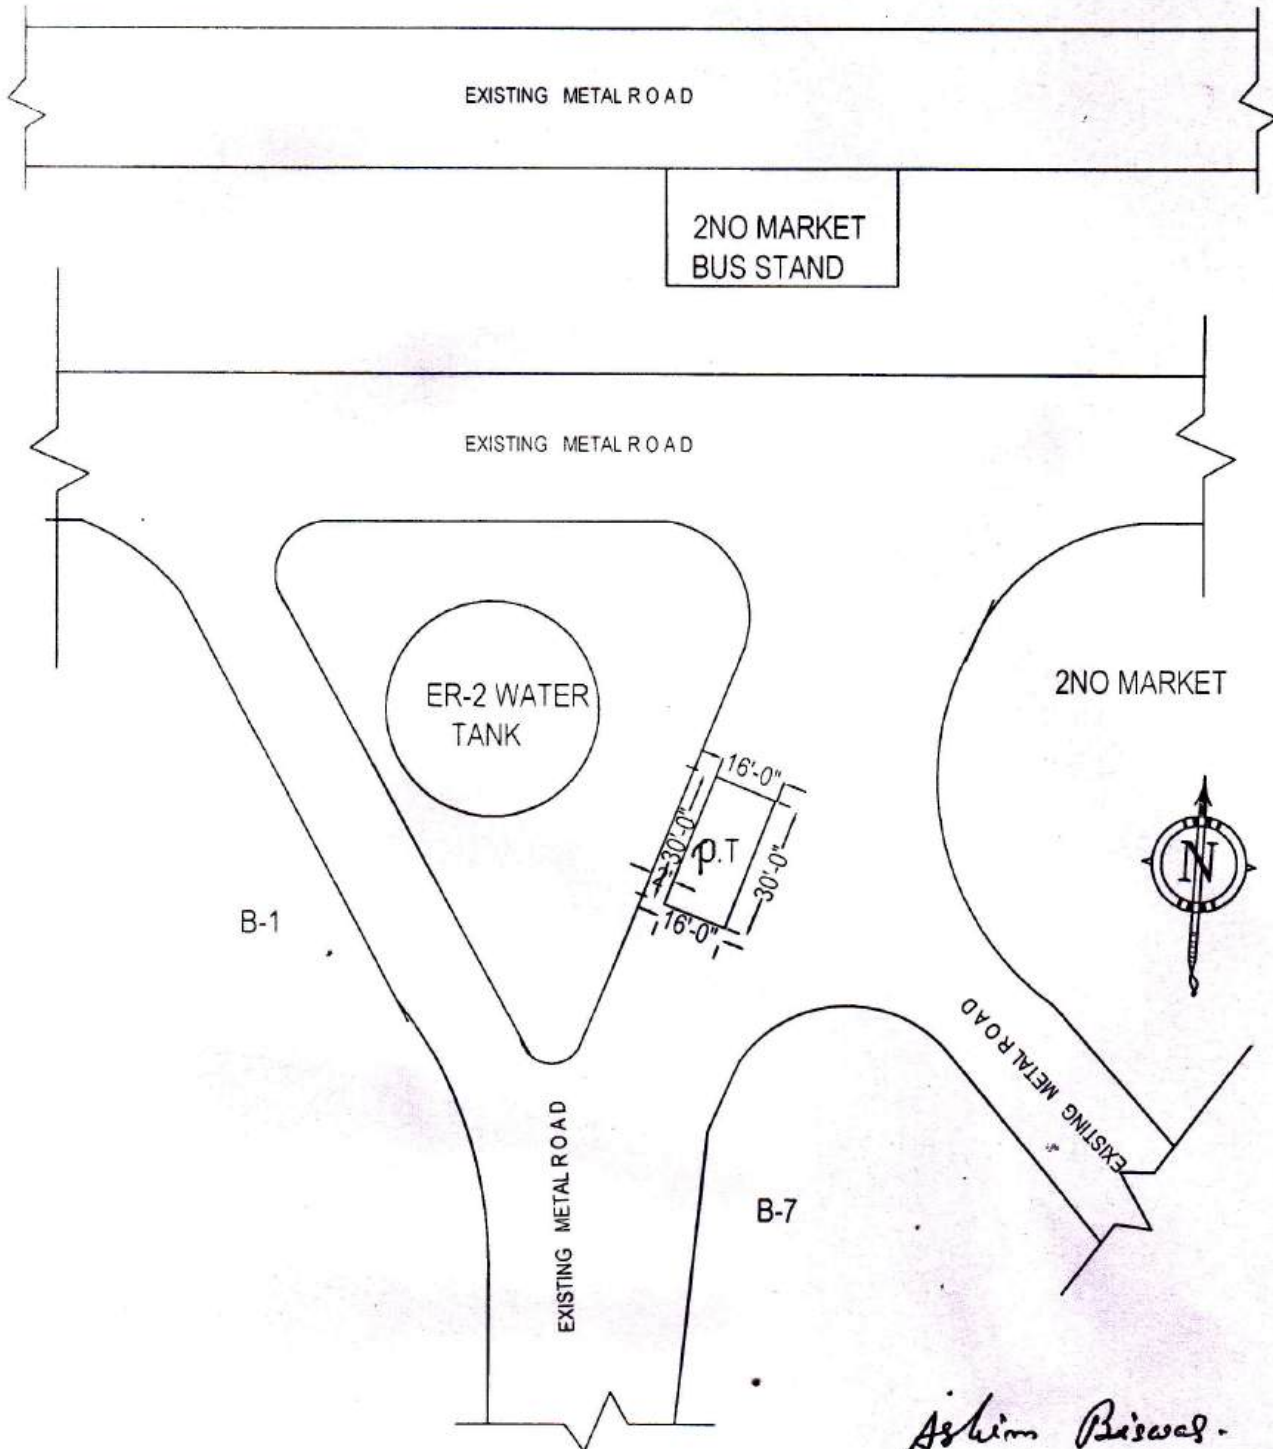 EXISTING METAL ROAD
2NO MARKET
BUS STAND
EXISTING METAL ROAD
ER-2 WATER
TANK
2NO MARKET
16'-0"
30'-0"
P.T
30'-0"
16'-0"
N
B-1
EXISTING METAL ROAD
EXISTING METAL ROAD
B-7
Ashim Biswas.